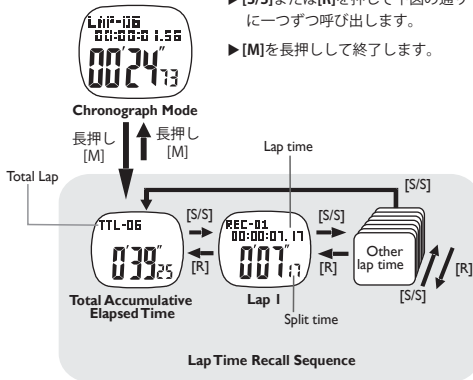 ▶[S/S]または[R]を押して下図の通り
に一つずつ呼び出します。
▶[M]を長押しして終了します。
LAP-06
00:00:01.56
00'24"73
Chronograph Mode
長押し
[M]
長押し
[M]
Lap time
Total Lap
[S/S]
TTL-06
0'39"25
[S/S]
[R]
REC-01
00:00:07.17
0'07"17
[S/S]
[R]
Other
lap time
[R]
[S/S]
Total Accumulative
Elapsed Time
Lap 1
Split time
Lap Time Recall Sequence